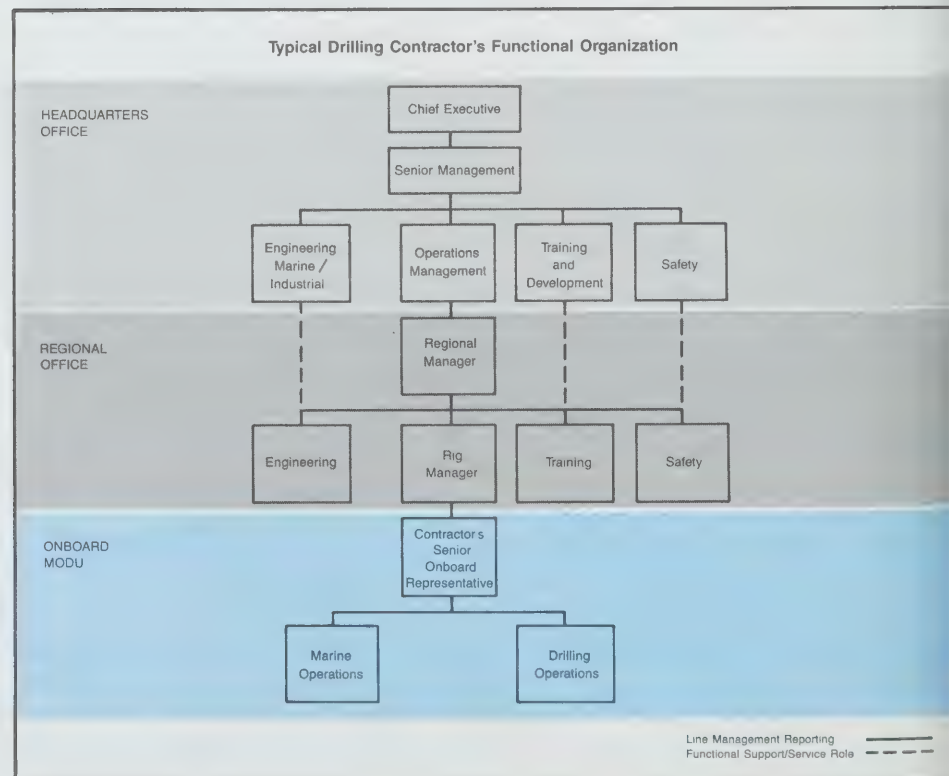 Typical Drilling Contractor's Functional Organization
HEADQUARTERS
OFFICE
Chief Executive
Senior Management
Engineering
Marine /
Industrial
Operations
Management
Training
and
Development
Safety
REGIONAL
OFFICE
Regional
Manager
Engineering
Rig
Manager
Training
Safety
ONBOARD
MODU
Contractor's
Senior
Onboard
Representative
Marine
Operations
Drilling
Operations
Line Management Reporting
Functional Support/Service Role